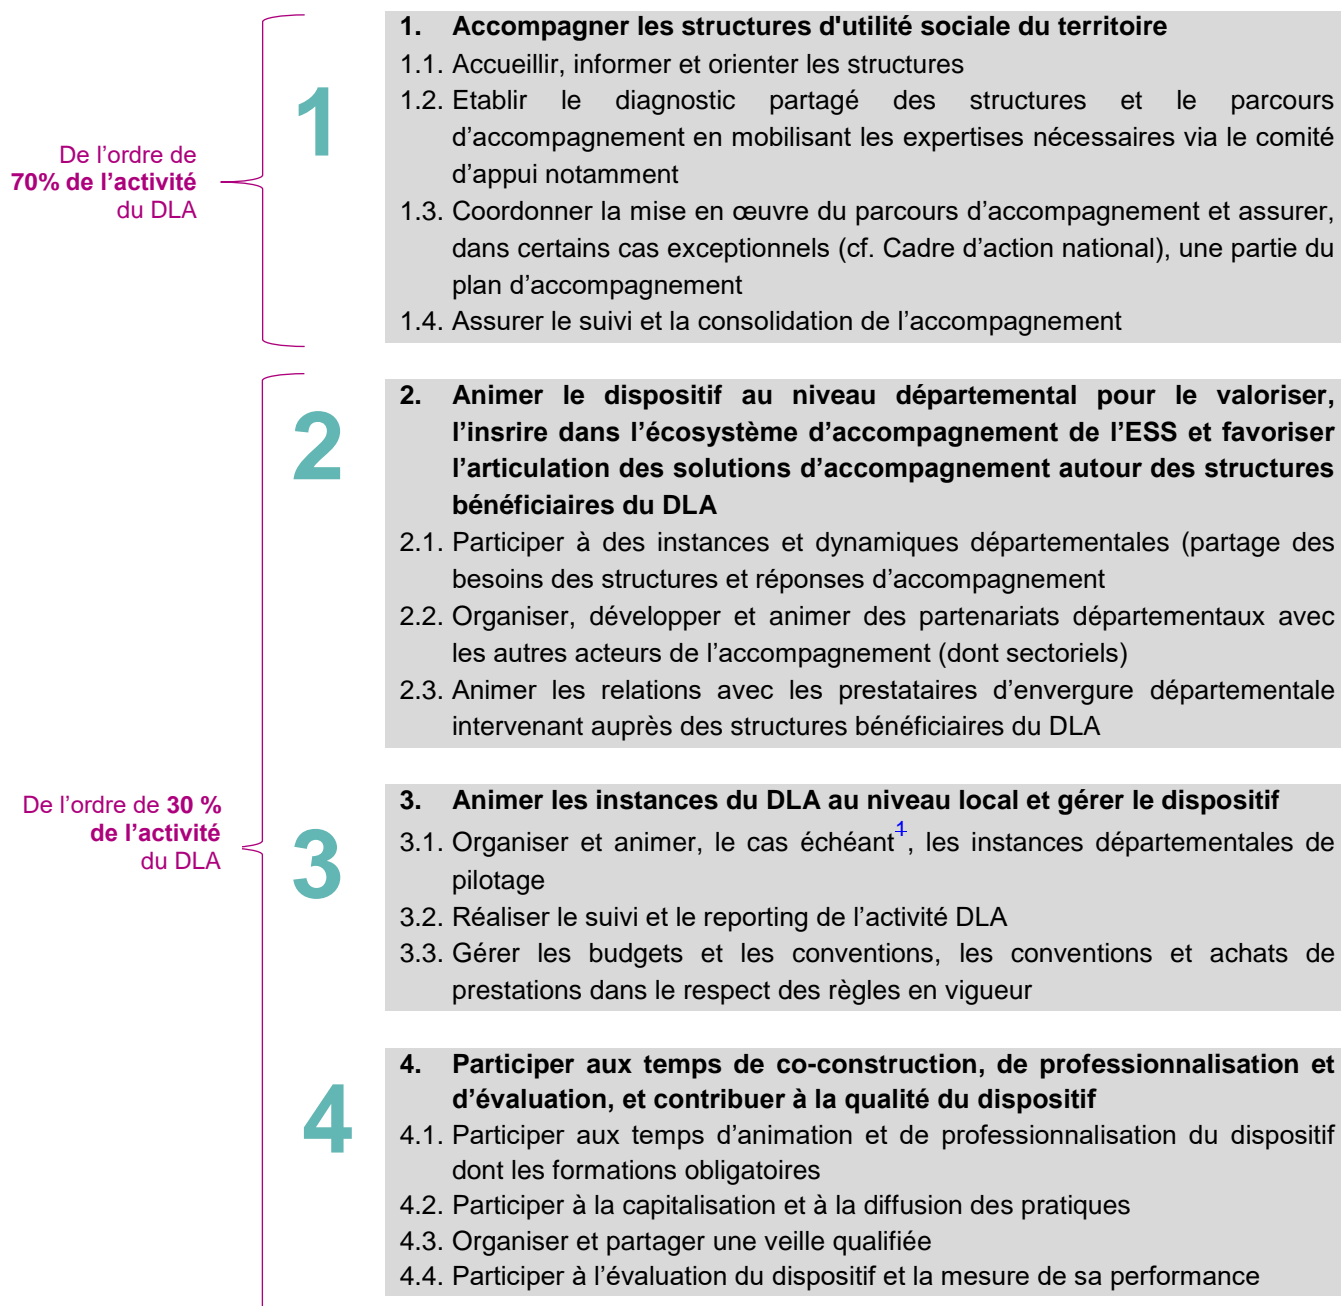 De l’ordre de
70% de l’activité
du DLA
1
1. Accompagner les structures d'utilité sociale du territoire
1.1. Accueillir, informer et orienter les structures
1.2. Etablir le diagnostic partagé des structures et le parcours
d’accompagnement en mobilisant les expertises nécessaires via le comité
d’appui notamment
1.3. Coordonner la mise en œuvre du parcours d’accompagnement et assurer,
dans certains cas exceptionnels (cf. Cadre d’action national), une partie du
plan d’accompagnement
1.4. Assurer le suivi et la consolidation de l’accompagnement
De l’ordre de 30 %
de l’activité
du DLA
2
2. Animer le dispositif au niveau départemental pour le valoriser,
l’insrire dans l’écosystème d’accompagnement de l’ESS et favoriser
l’articulation des solutions d’accompagnement autour des structures
bénéficiaires du DLA
2.1. Participer à des instances et dynamiques départementales (partage des
besoins des structures et réponses d’accompagnement
2.2. Organiser, développer et animer des partenariats départementaux avec
les autres acteurs de l’accompagnement (dont sectoriels)
2.3. Animer les relations avec les prestataires d’envergure départementale
intervenant auprès des structures bénéficiaires du DLA
3
3. Animer les instances du DLA au niveau local et gérer le dispositif
3.1. Organiser et animer, le cas échéant1, les instances départementales de
pilotage
3.2. Réaliser le suivi et le reporting de l’activité DLA
3.3. Gérer les budgets et les conventions, les conventions et achats de
prestations dans le respect des règles en vigueur
4
4. Participer aux temps de co-construction, de professionnalisation et
d’évaluation, et contribuer à la qualité du dispositif
4.1. Participer aux temps d’animation et de professionnalisation du dispositif
dont les formations obligatoires
4.2. Participer à la capitalisation et à la diffusion des pratiques
4.3. Organiser et partager une veille qualifiée
4.4. Participer à l’évaluation du dispositif et la mesure de sa performance